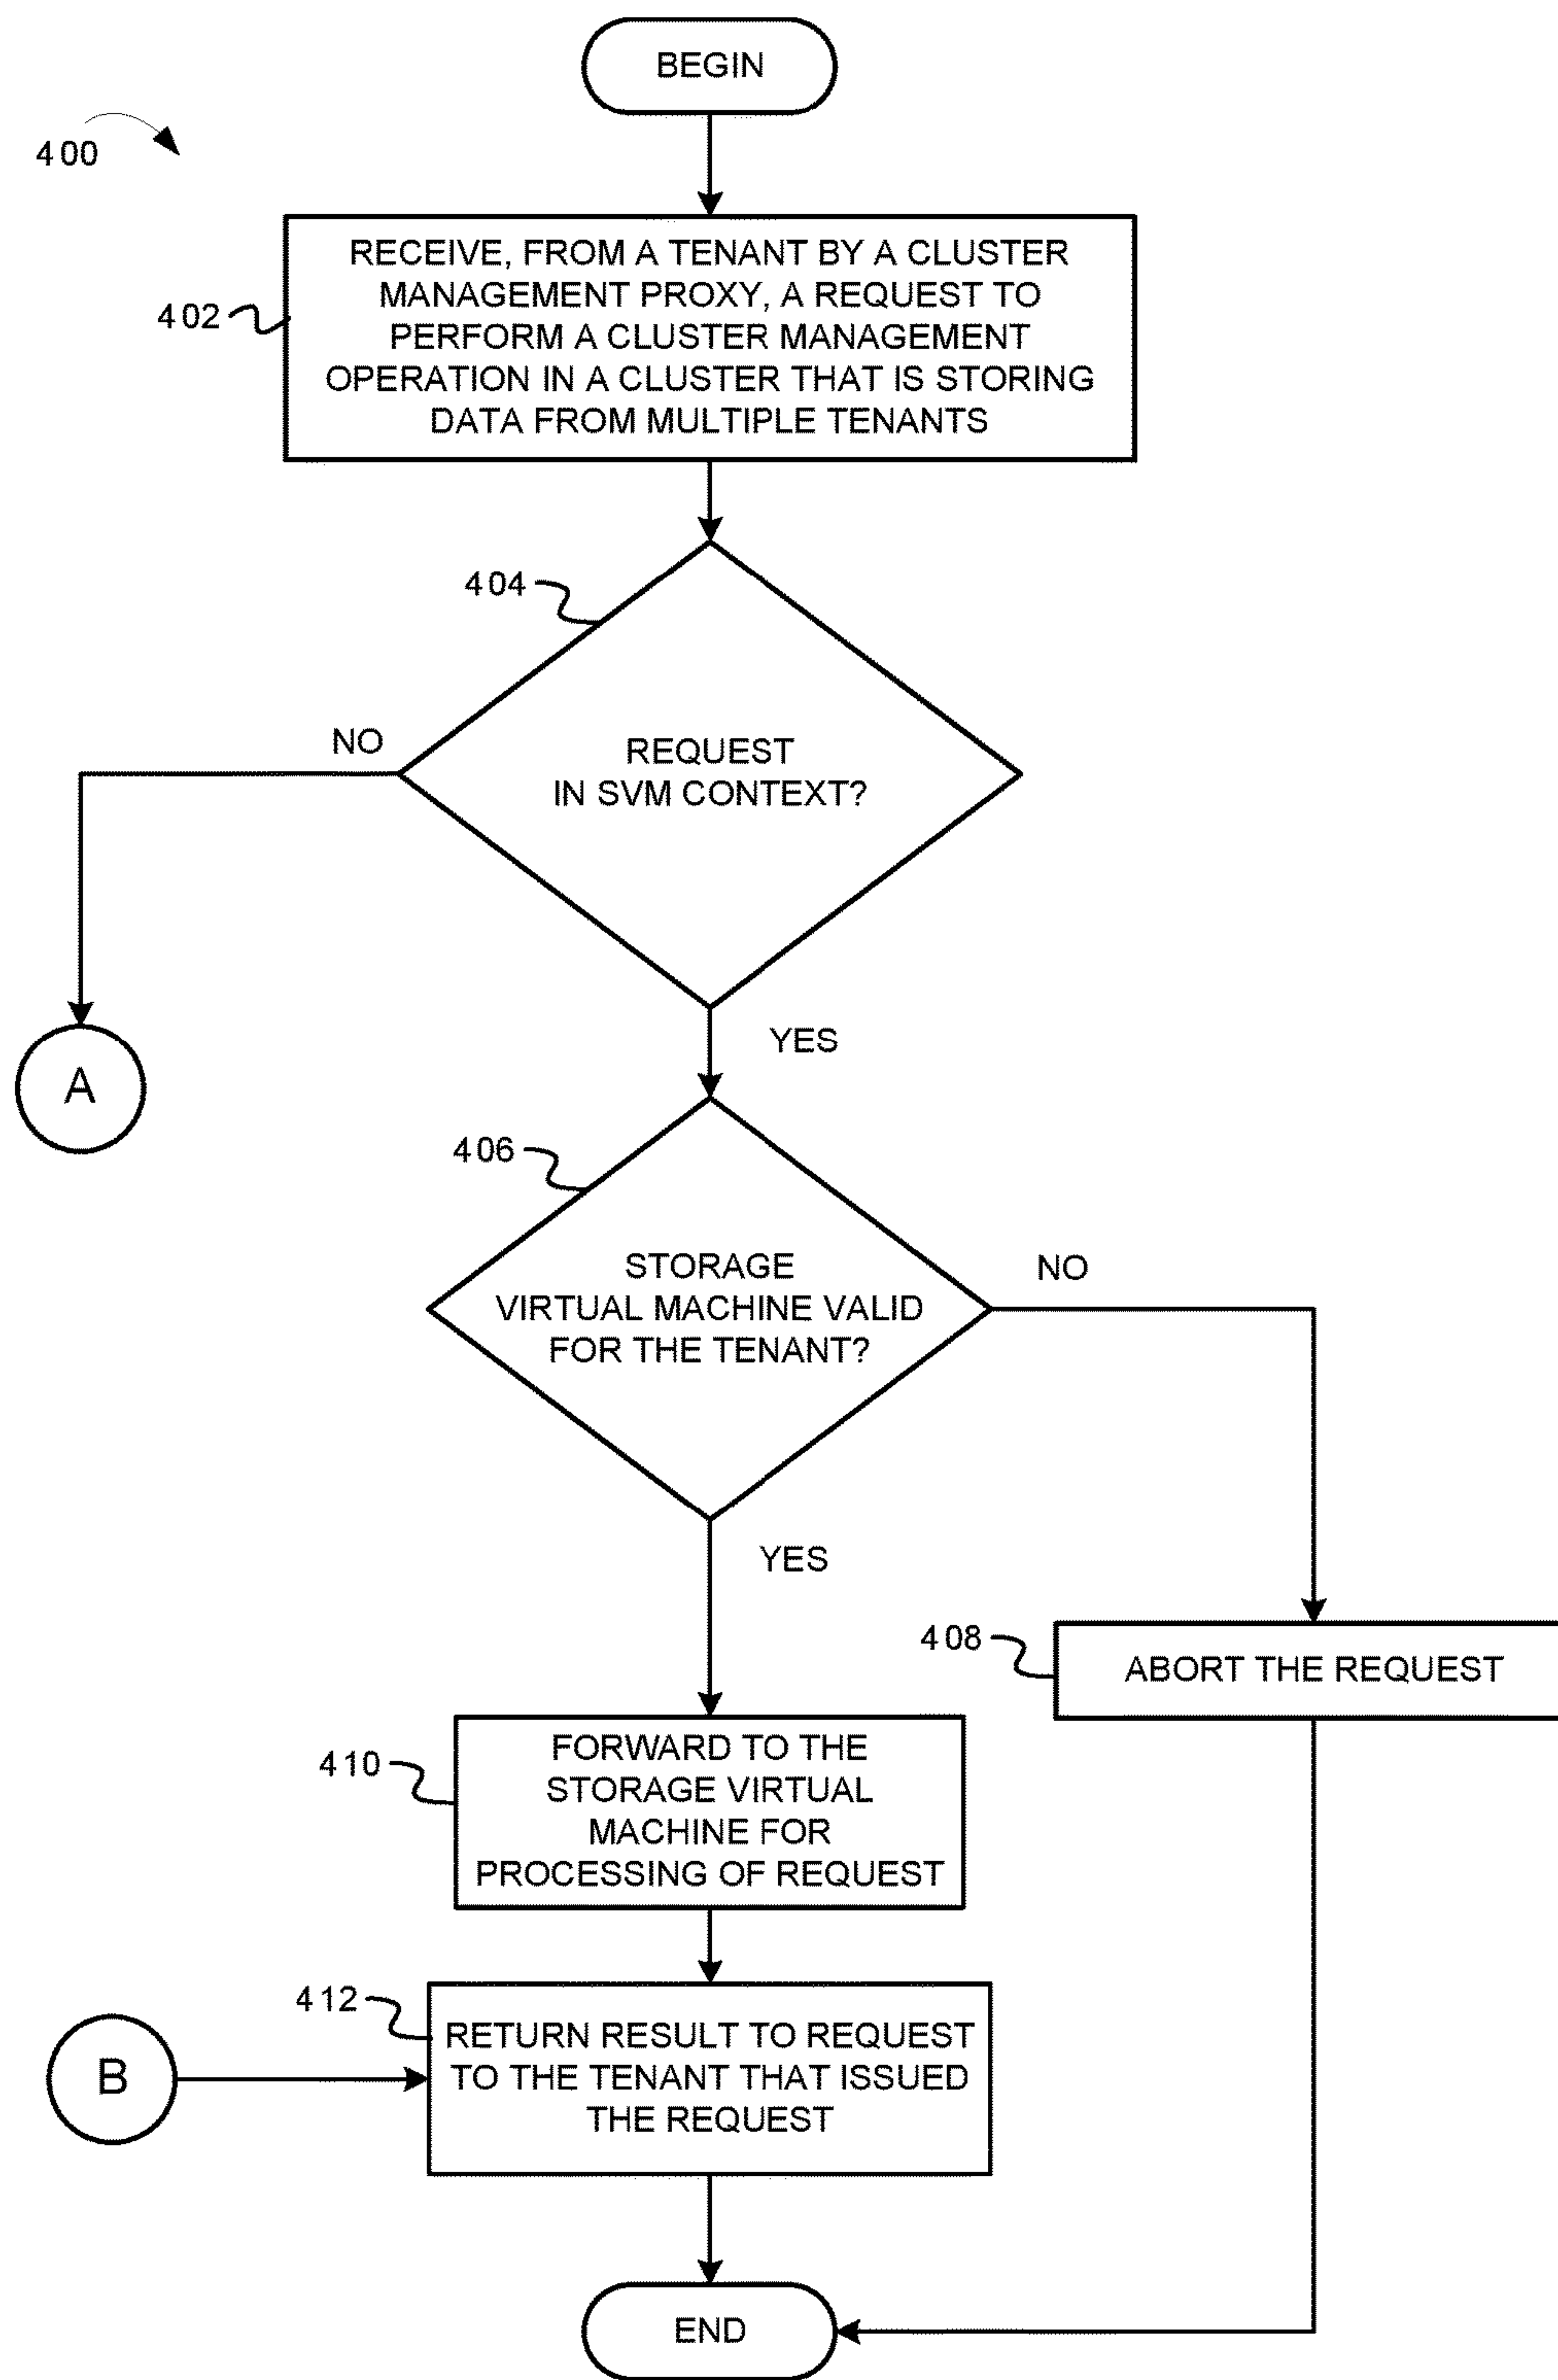 BEGIN
400
402
RECEIVE, FROM A TENANT BY A CLUSTER
MANAGEMENT PROXY, A REQUEST TO
PERFORM A CLUSTER MANAGEMENT
OPERATION IN A CLUSTER THAT IS STORING
DATA FROM MULTIPLE TENANTS
404
NO
REQUEST
IN SVM CONTEXT?
YES
A
406
STORAGE
VIRTUAL MACHINE VALID
FOR THE TENANT?
NO
YES
408
ABORT THE REQUEST
410
FORWARD TO THE
STORAGE VIRTUAL
MACHINE FOR
PROCESSING OF REQUEST
412
RETURN RESULT TO REQUEST
TO THE TENANT THAT ISSUED
THE REQUEST
B
END